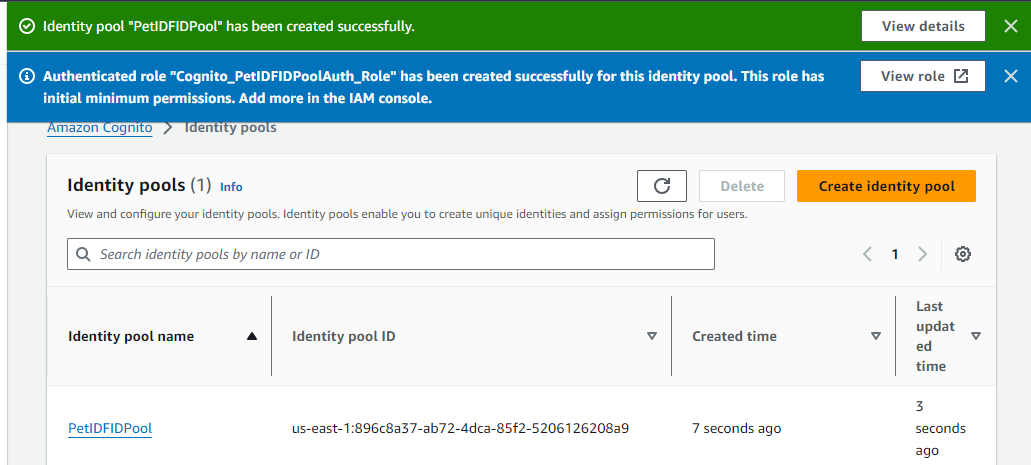 Identity pool "PetIDFIDPool" has been created successfully.
View details
Authenticated role "Cognito_PetIDFIDPoolAuth_Role" has been created successfully for this identity pool. This role has
initial minimum permissions. Add more in the IAM console.
View role
Amazon Cognito > Identity pools
Identity pools (1) Info
Delete
Create identity pool
View and configure your identity pools. Identity pools enable you to create unique identities and assign permissions for users.
Search identity pools by name or ID
1
Identity pool name
Identity pool ID
Created time
Last
updat
ed
time
PetIDFIDPool
us-east-1:896c8a37-ab72-4dca-85f2-5206126208a9
7 seconds ago
3
seconds
ago